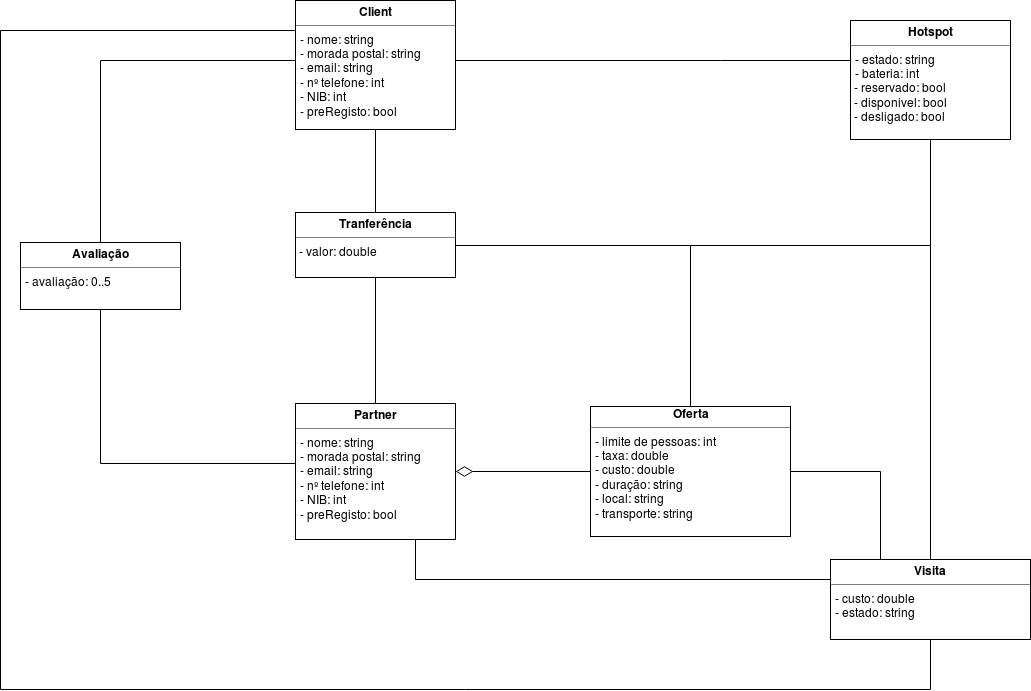 Client
- nome: string
- morada postal: string
- email: string
- nº telefone: int
- NIB: int
- preRegisto: bool
Hotspot
- estado: string
- bateria: int
- reservado: bool
- disponivel: bool
- desligado: bool
Tranferência
- valor: double
Avaliação
- avaliação: 0..5
Partner
- nome: string
- morada postal: string
- email: string
- nº telefone: int
- NIB: int
- preRegisto: bool
Oferta
- limite de pessoas: int
- taxa: double
- custo: double
- duração: string
- local: string
- transporte: string
Visita
- custo: double
- estado: string